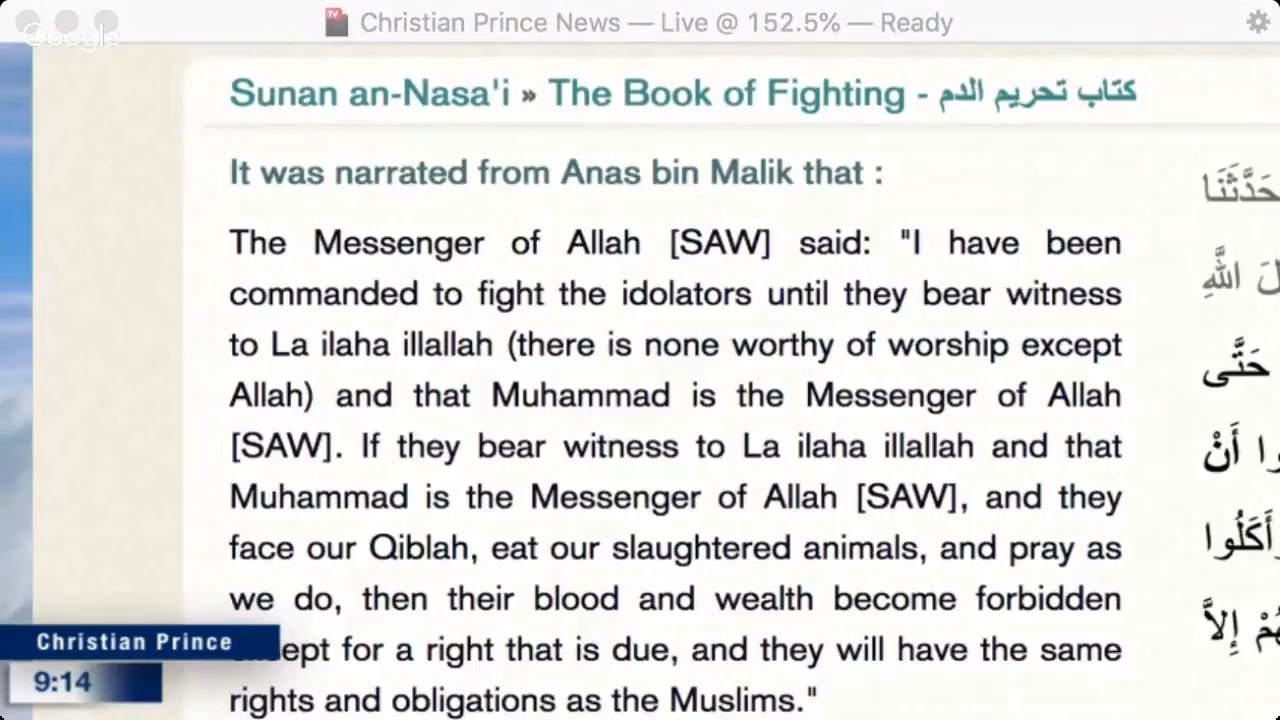 Christian Prince News — Live @ 152.5% — Ready
Google
Sunan an-Nasa'i » The Book of Fighting - كتاب تحريم الدم
It was narrated from Anas bin Malik that :
The Messenger of Allah [SAW] said: "I have been
commanded to fight the idolators until they bear witness
to La ilaha illallah (there is none worthy of worship except
Allah) and that Muhammad is the Messenger of Allah
[SAW]. If they bear witness to La ilaha illallah and that
Muhammad is the Messenger of Allah [SAW], and they
face our Qiblah, eat our slaughtered animals, and pray as
we do, then their blood and wealth become forbidden
for a right that is due, and they will have the same
rights and obligations as the Muslims."
حَدَّثَنَا
اللَّهِ
حَتَّى
أَنْ
إِلاَّ
Christian Prince
9:14